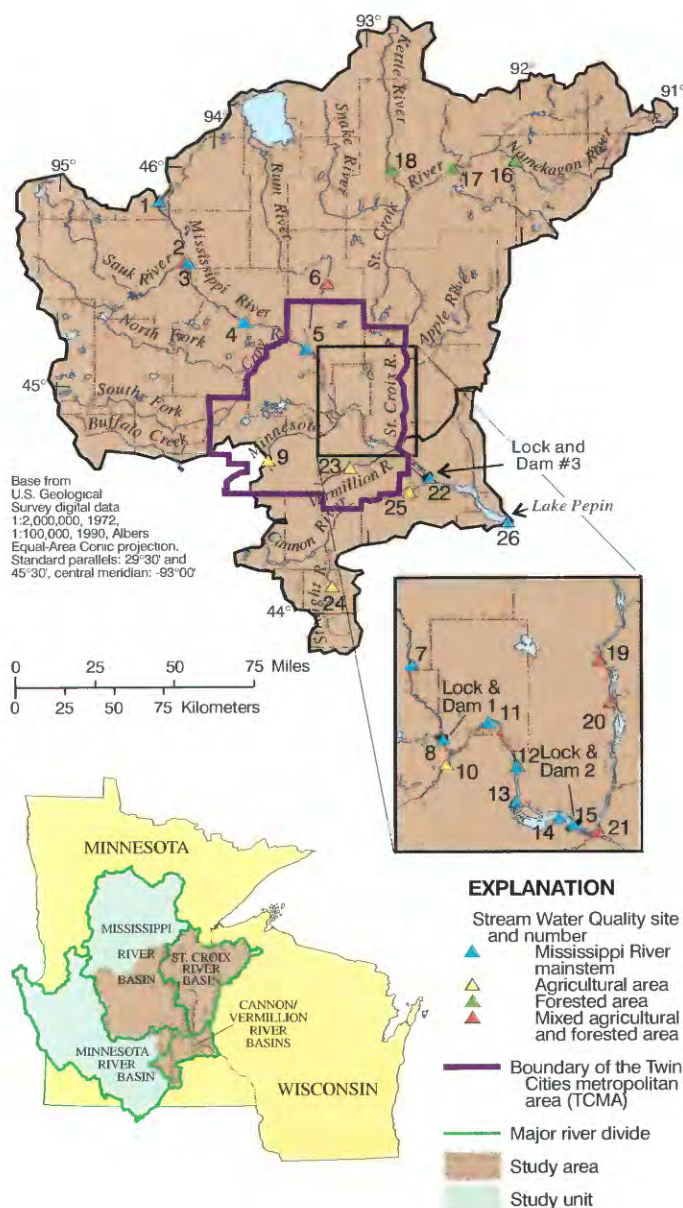 93
92
91°
94
95
46
45°
44°
Kettle River
Snake River
Rum River
Namekagon River
St. Croix River
Apple River
Sauk River
Mississippi River
North Fork
Crow R.
South Fork
Buffalo Creek
Minnesota R.
St. Croix R.
Vermillion R.
Cannon River
1
2
3
4
5
6
9
16
17
18
22
23
24
25
26
Lock and
Dam #3
Lake Pepin
Base from
U.S. Geological
Survey digital data
1:2,000,000, 1972,
1:100,000, 1990, Albers
Equal-Area Conic projection.
Standard parallels: 29°30' and
45°30', central meridian: -93°00'
0 25 50 75 Miles
0 25 50 75 Kilometers
7
Lock &
Dam 1
8
10
11
12
13
Lock &
Dam 2
14
15
19
20
21
MINNESOTA
MISSISSIPPI
RIVER
BASIN
ST. CROIX
RIVER
BASIN
CANNON/
VERMILLION
RIVER
BASINS
MINNESOTA
RIVER
BASIN
WISCONSIN
EXPLANATION
Stream Water Quality site
and number
Mississippi River
mainstem
Agricultural area
Forested area
Mixed agricultural
and forested area
Boundary of the Twin
Cities metropolitan
area (TCMA)
Major river divide
Study area
Study unit